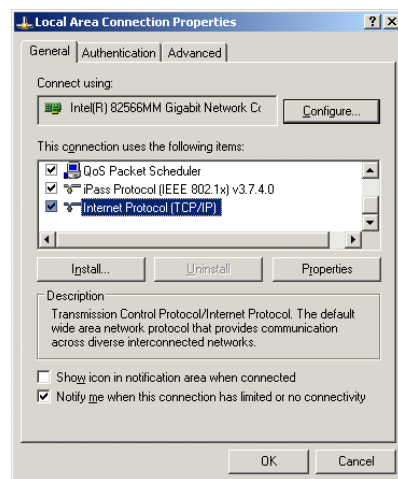 Local Area Connection Properties
General Authentication Advanced
Connect using:
Intel(R) 82566MM Gigabit Network Cc
Configure...
This connection uses the following items:
QoS Packet Scheduler
iPass Protocol (IEEE 802.1x) v3.7.4.0
Internet Protocol (TCP/IP)
Install... Uninstall Properties
Description
Transmission Control Protocol/Internet Protocol. The default
wide area network protocol that provides communication
across diverse interconnected networks.
Show icon in notification area when connected
Notify me when this connection has limited or no connectivity
OK Cancel